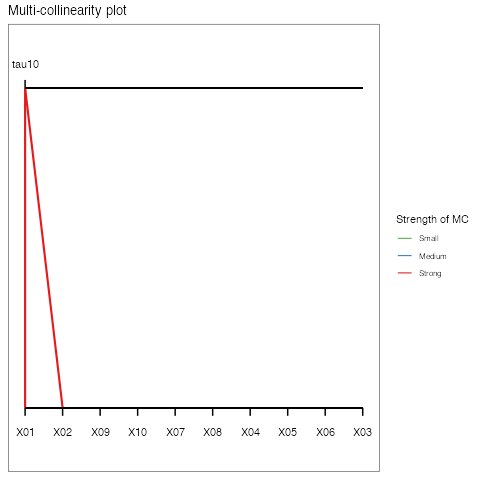 Multi-collinearity plot
tau10
Strength of MC
Small
Medium
Strong
X01 X02 X09 X10 X07 X08 X04 X05 X06 X03